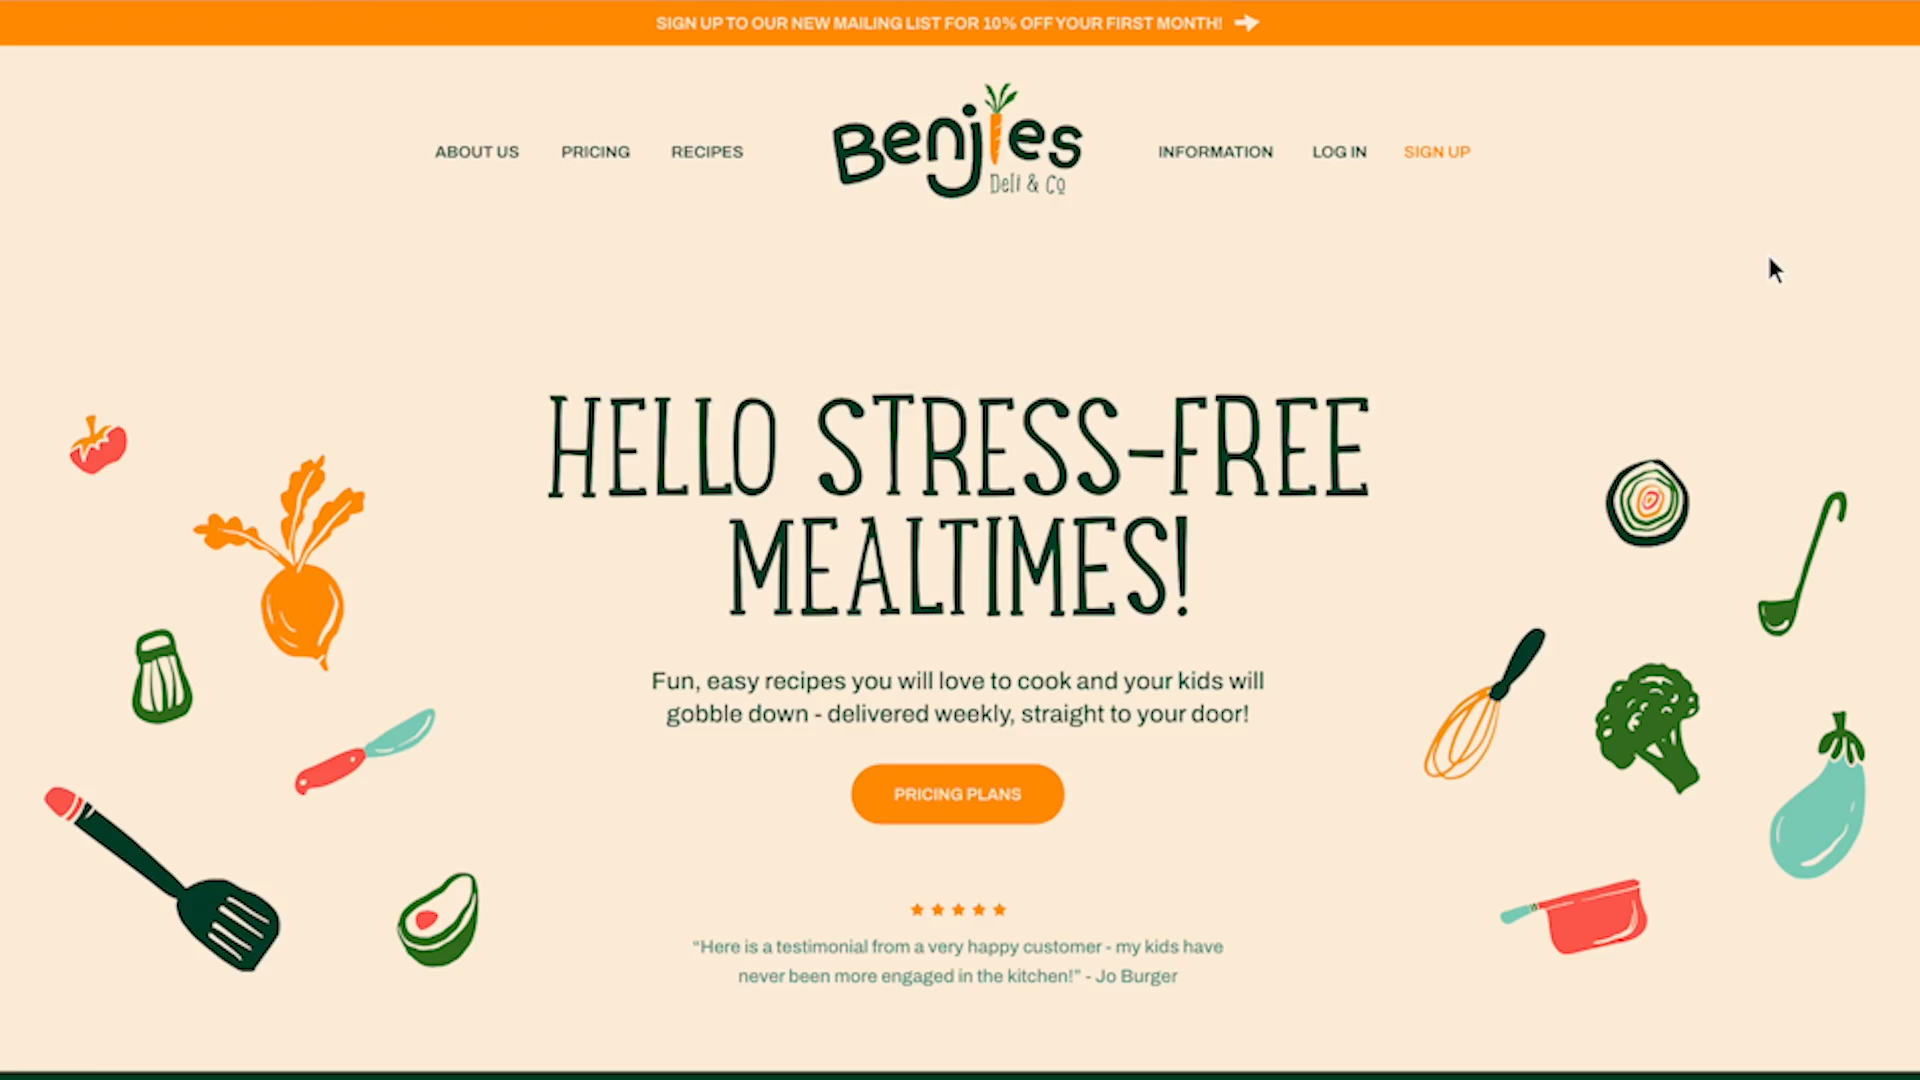 SIGN UP TO OUR NEW MAILING LIST FOR 10% OFF YOUR FIRST MONTH!
ABOUT US
PRICING
RECIPES
Benjies
Deli & Co
INFORMATION
LOG IN
SIGN UP
HELLO STRESS-FREE
MEALTIMES!
Fun, easy recipes you will love to cook and your kids will
gobble down - delivered weekly, straight to your door!
PRICING PLANS
“Here is a testimonial from a very happy customer - my kids have
never been more engaged in the kitchen!” - Jo Burger